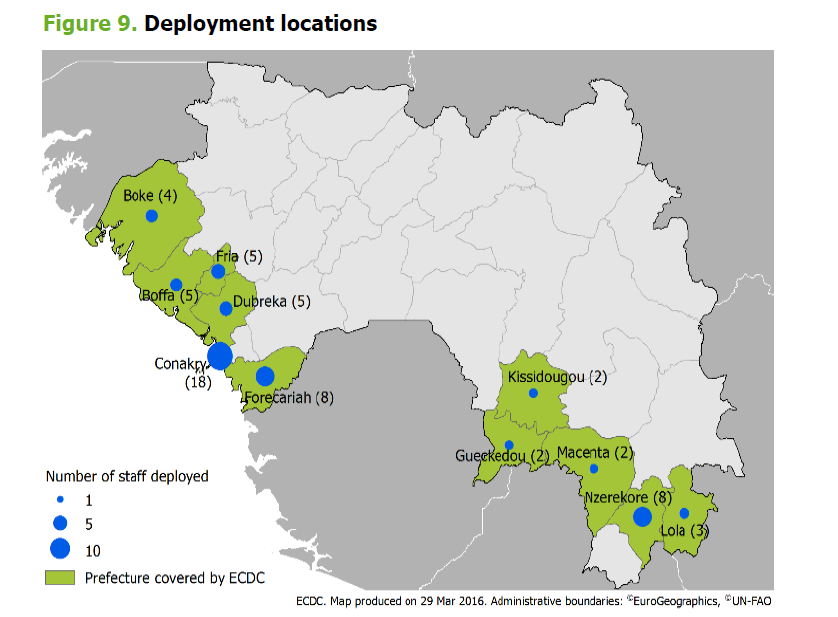 Figure 9. Deployment locations
Boke (4)
Fria (5)
Boffa (5)
Dubreka (5)
Conakry
(18)
Forecariah (8)
Kissidougou (2)
Gueckedou (2)
Macenta (2)
Nzerekore (8)
Lola (3)
Number of staff deployed
1
5
10
Prefecture covered by ECDC
ECDC. Map produced on 29 Mar 2016. Administrative boundaries: ©EuroGeographics, ©UN-FAO